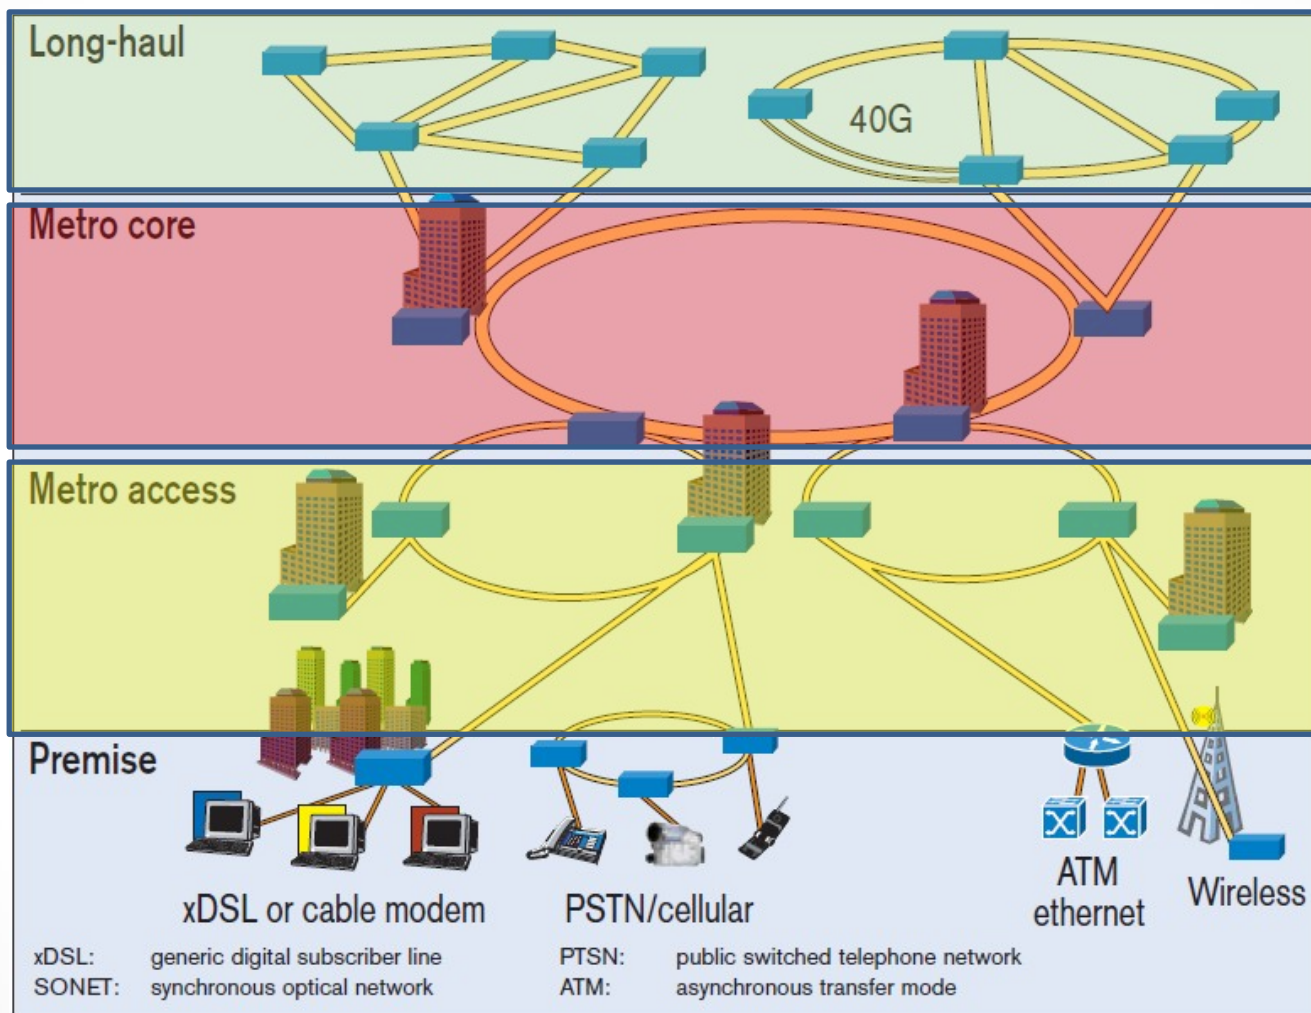 Long-haul
40G
Metro core
Metro access
Premise
xDSL or cable modem
PSTN/cellular
ATM
ethernet
Wireless
xDSL: generic digital subscriber line
SONET: synchronous optical network
PTSN: public switched telephone network
ATM: asynchronous transfer mode